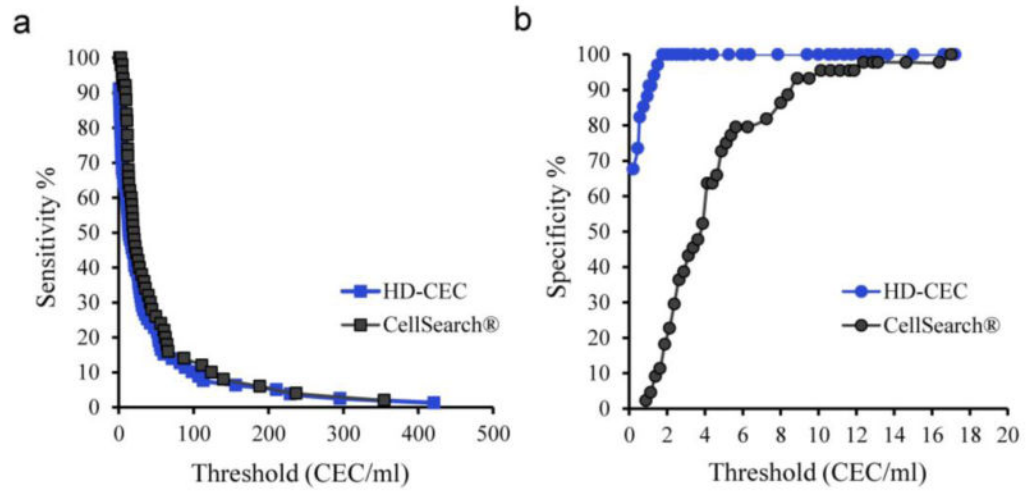 a
100
90
80
70
60
50
40
30
20
10
0
Sensitivity %
HD-CEC
CellSearch®
0 100 200 300 400 500
Threshold (CEC/ml)
b
100
90
80
70
60
50
40
30
20
10
0
Specificity %
HD-CEC
CellSearch®
0 2 4 6 8 10 12 14 16 18 20
Threshold (CEC/ml)